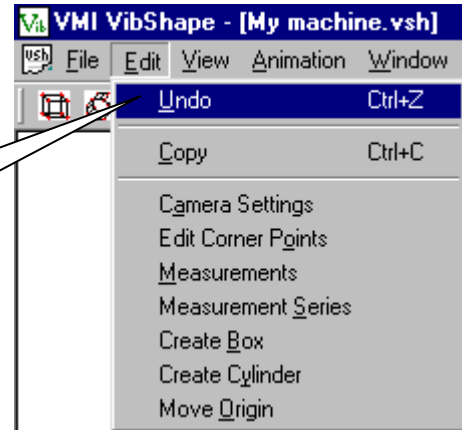 VMI VibShape - [My machine.vsh]
File Edit View Animation Window
Undo Ctrl+Z
Copy Ctrl+C
Camera Settings
Edit Corner Points
Measurements
Measurement Series
Create Box
Create Cylinder
Move Origin